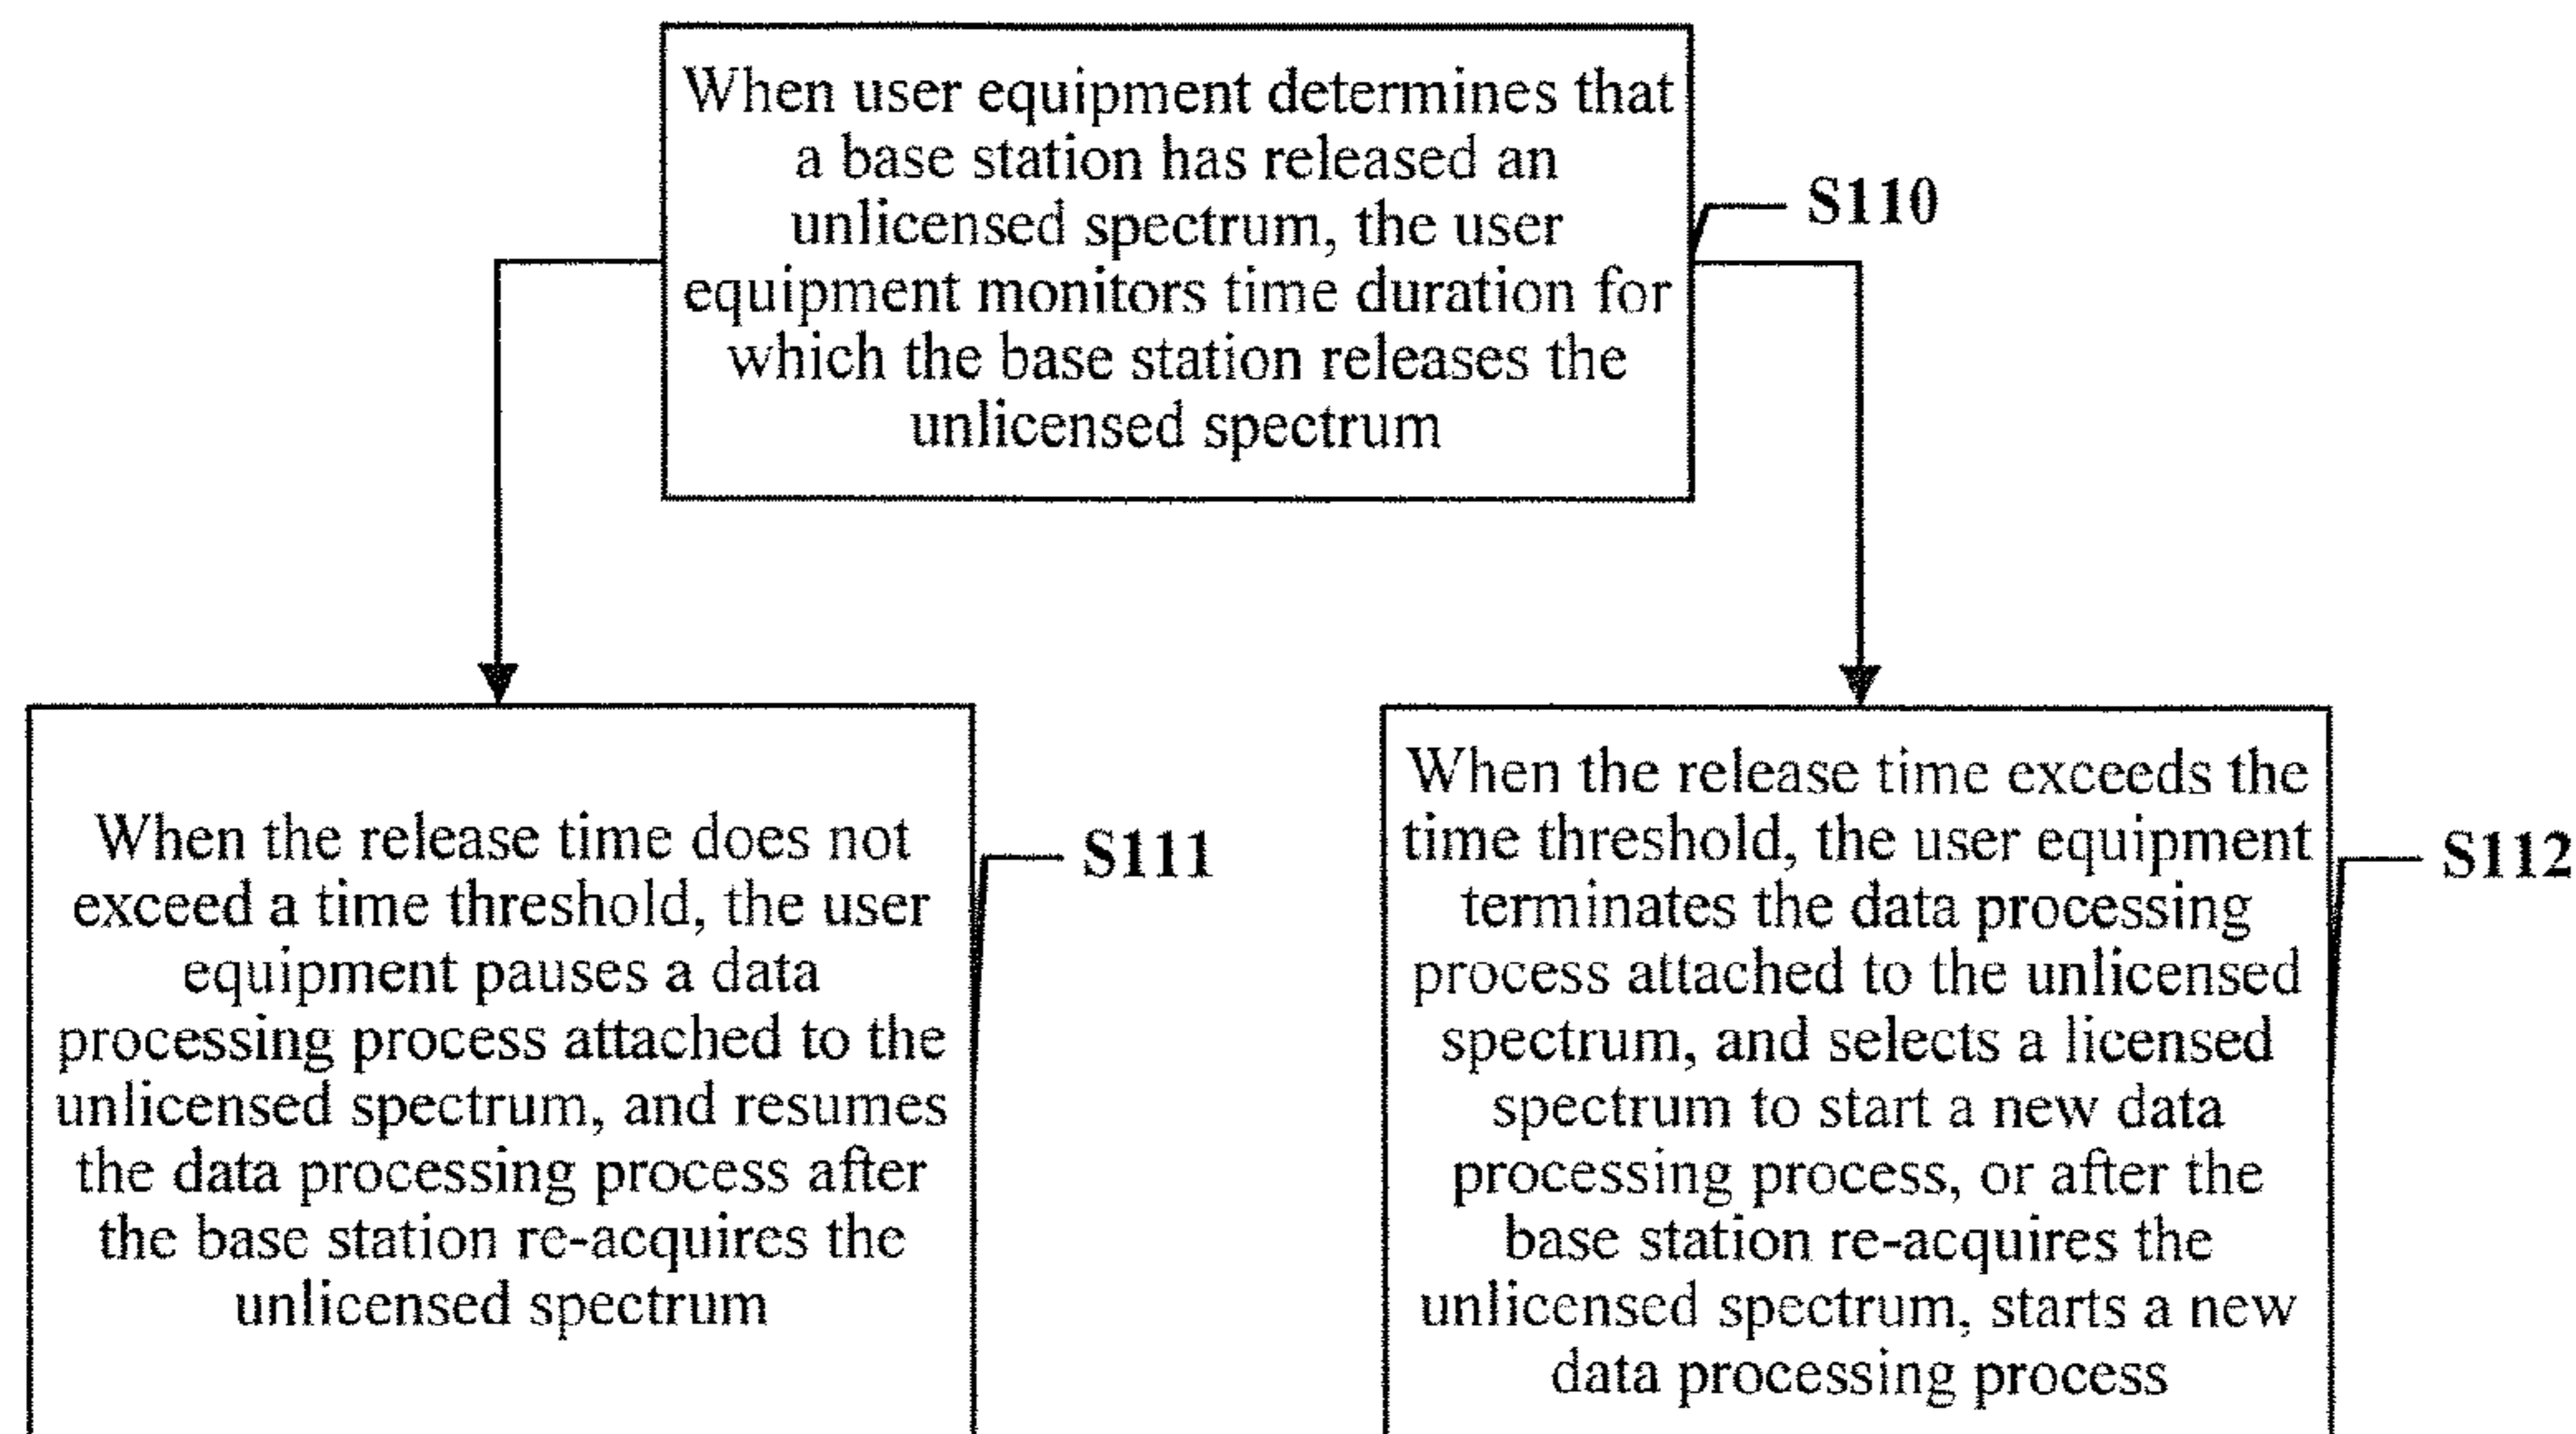 When user equipment determines that
a base station has released an
unlicensed spectrum, the user
equipment monitors time duration for
which the base station releases the
unlicensed spectrum
S110
When the release time does not
exceed a time threshold, the user
equipment pauses a data
processing process attached to the
unlicensed spectrum, and resumes
the data processing process after
the base station re-acquires the
unlicensed spectrum
S111
When the release time exceeds the
time threshold, the user equipment
terminates the data processing
process attached to the unlicensed
spectrum, and selects a licensed
spectrum to start a new data
processing process, or after the
base station re-acquires the
unlicensed spectrum, starts a new
data processing process
S112